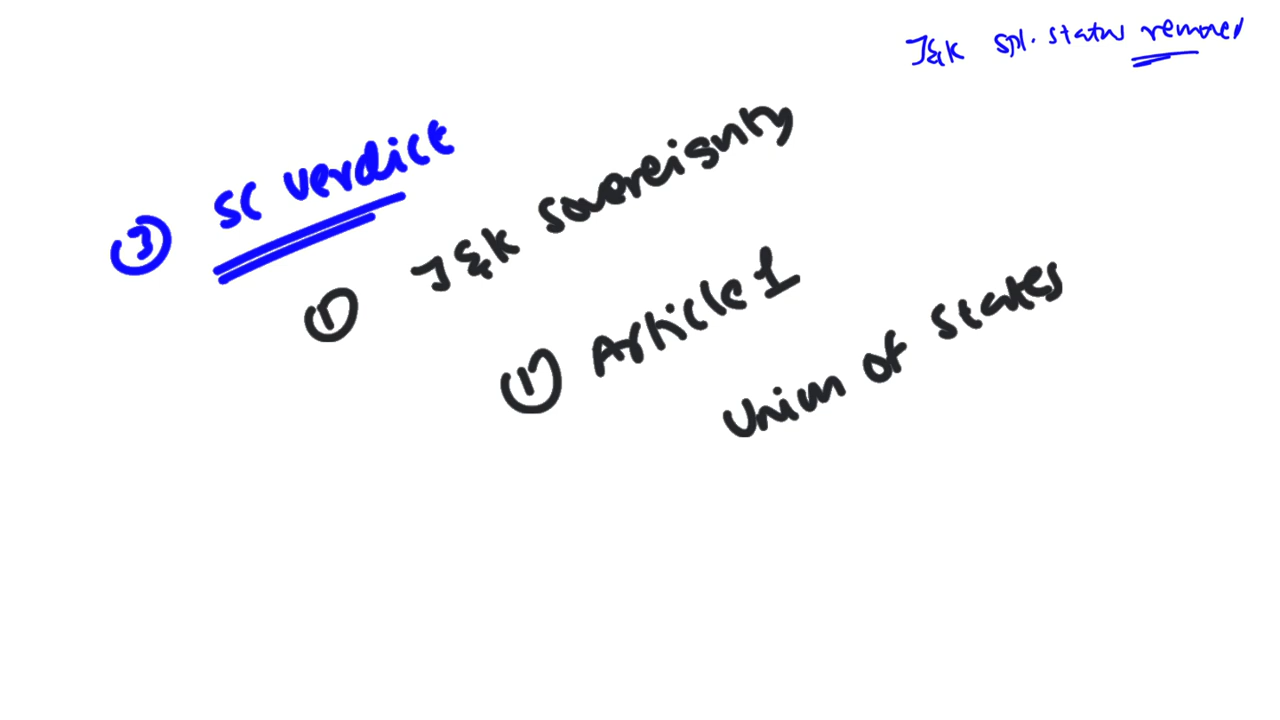 J&K spl. status removed
③ SC verdict
① J&K sovereignty
① Article 1
Union of states